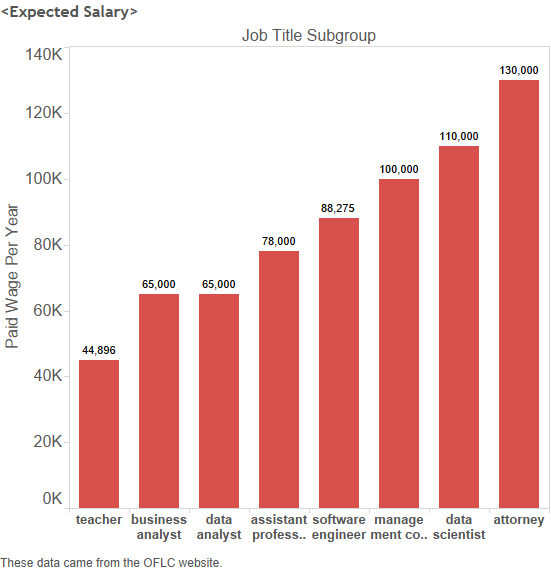 <Expected Salary>
Job Title Subgroup
140K
120K
100K
80K
60K
40K
20K
0K
Paid Wage Per Year
44,896
65,000
65,000
78,000
88,275
100,000
110,000
130,000
teacher
business
analyst
data
analyst
assistant
profess..
software
engineer
manage
ment co..
data
scientist
attorney
These data came from the OFLC website.